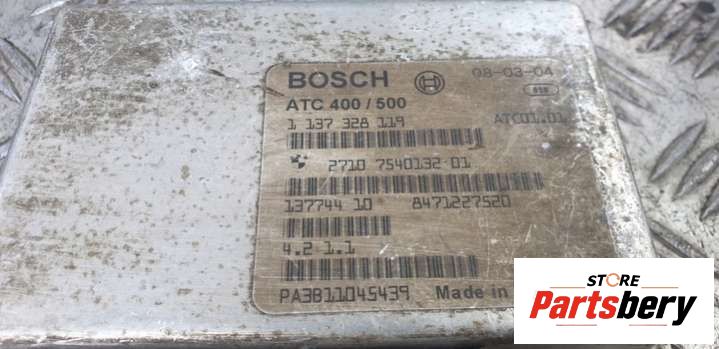 BOSCH 08-03-04
ATC 400 / 500
1 137 328 119 ATC01.01
2710 7540132-01
137744 10 8471227520
4.2 1.1
PA3B11045439 Made in
STORE
Partsbery